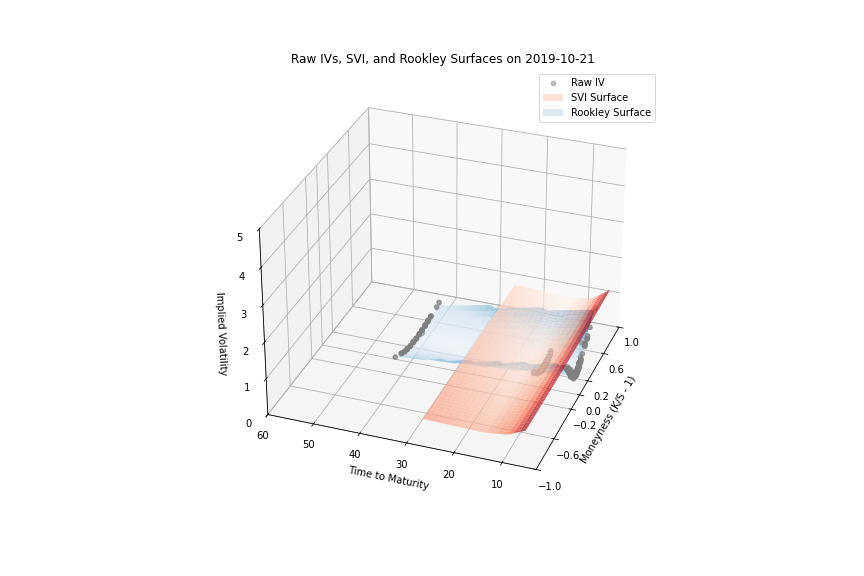 Raw IVs, SVI, and Rookley Surfaces on 2019-10-21
Raw IV
SVI Surface
Rookley Surface
5
4
3
2
1
0
Implied Volatility
60
50
40
30
20
10
Time to Maturity
1.0
0.6
0.2
0.0
−0.2
−0.6
−1.0
Moneyness (K/S - 1)